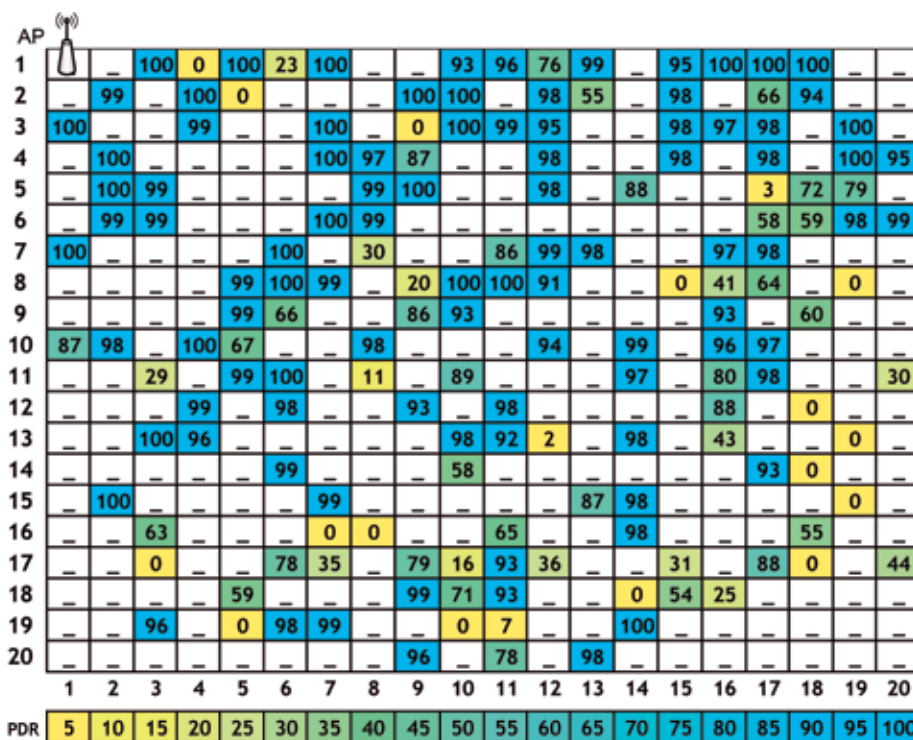 AP
1 _ 100 0 100 23 100 _ _ 93 96 76 99 _ 95 100 100 100 _ _
2 _ 99 _ 100 0 _ _ _ 100 100 _ 98 55 _ 98 _ 66 94 _ _
3 100 _ _ 99 _ _ 100 _ 0 100 99 95 _ _ 98 97 98 _ 100 _
4 _ 100 _ _ _ _ 100 97 87 _ _ 98 _ _ 98 _ 98 _ 100 95
5 _ 100 99 _ _ _ _ 99 100 _ _ 98 _ 88 _ _ 3 72 79 _
6 _ 99 99 _ _ _ 100 99 _ _ _ _ _ _ _ _ 58 59 98 99
7 100 _ _ _ _ 100 _ 30 _ _ 86 99 98 _ _ 97 98 _ _ _
8 _ _ _ _ 99 100 99 _ 20 100 100 91 _ _ 0 41 64 _ 0 _
9 _ _ _ _ 99 66 _ _ 86 93 _ _ _ _ _ 93 _ 60 _ _
10 87 98 _ 100 67 _ _ 98 _ _ _ 94 _ 99 _ 96 97 _ _ _
11 _ _ 29 _ 99 100 _ 11 _ 89 _ _ _ 97 _ 80 98 _ _ 30
12 _ _ _ 99 _ 98 _ _ 93 _ 98 _ _ _ _ 88 _ 0 _ _
13 _ _ 100 96 _ _ _ _ _ 98 92 2 _ 98 _ 43 _ _ 0 _
14 _ _ _ _ _ 99 _ _ _ 58 _ _ _ _ _ _ 93 0 _ _
15 _ 100 _ _ _ _ 99 _ _ _ _ _ 87 98 _ _ _ _ 0 _
16 _ _ 63 _ _ _ 0 0 _ _ 65 _ _ 98 _ _ _ 55 _ _
17 _ _ 0 _ _ 78 35 _ 79 16 93 36 _ _ 31 _ 88 0 _ 44
18 _ _ _ _ 59 _ _ _ 99 71 93 _ _ 0 54 25 _ _ _ _
19 _ _ 96 _ 0 98 99 _ _ 0 7 _ _ 100 _ _ _ _ _ _
20 _ _ _ _ _ _ _ _ 96 _ 78 _ 98 _ _ _ _ _ _ _
1 2 3 4 5 6 7 8 9 10 11 12 13 14 15 16 17 18 19 20
PDR 5 10 15 20 25 30 35 40 45 50 55 60 65 70 75 80 85 90 95 100